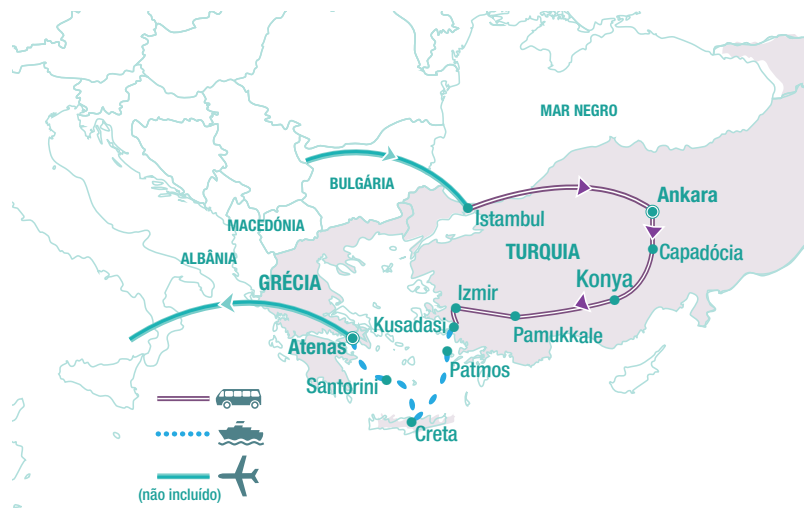 MAR NEGRO
BULGÁRIA
Ankara
Istambul
MACEDÓNIA
TURQUIA
Capadócia
ALBÂNIA
GRÉCIA
Konya
Izmir
Kusadasi
Pamukkale
Atenas
Patmos
Santorini
Creta
(não incluído)